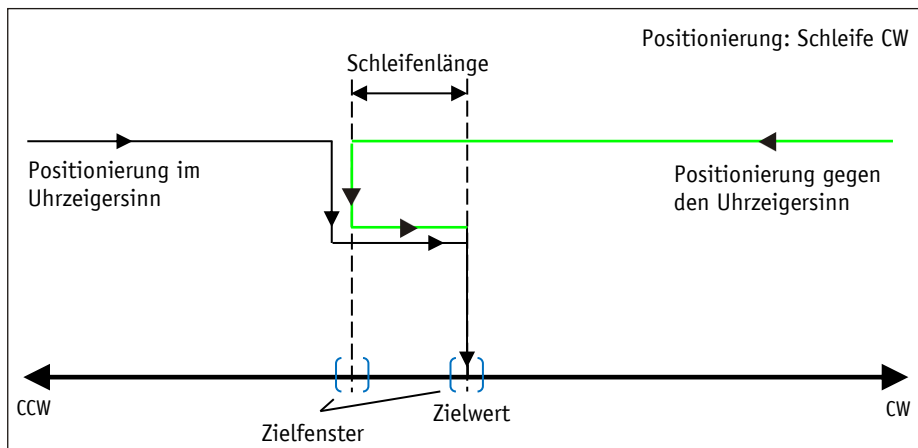 Positionierung: Schleife CW
Schleifenlänge
Positionierung im
Uhrzeigersinn
Positionierung gegen
den Uhrzeigersinn
CCW
Zielfenster
Zielwert
CW